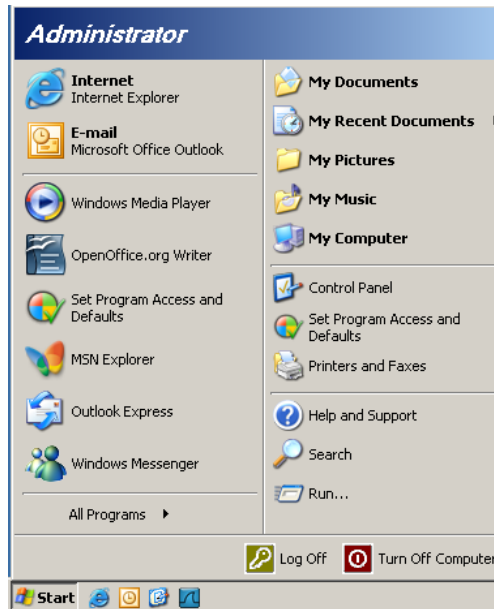 Administrator
Internet
Internet Explorer
E-mail
Microsoft Office Outlook
Windows Media Player
OpenOffice.org Writer
Set Program Access and
Defaults
MSN Explorer
Outlook Express
Windows Messenger
All Programs
My Documents
My Recent Documents
My Pictures
My Music
My Computer
Control Panel
Set Program Access and
Defaults
Printers and Faxes
Help and Support
Search
Run...
Log Off
Turn Off Computer
Start